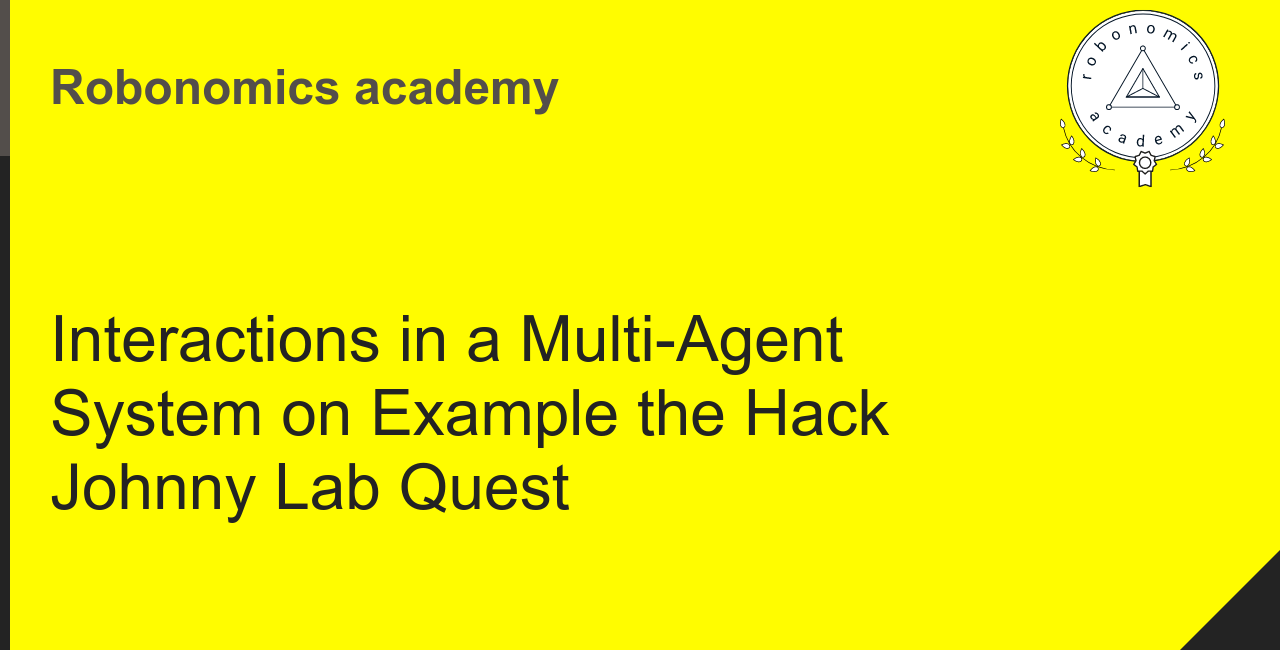 Robonomics academy
robonomics
academy
Interactions in a Multi-Agent
System on Example the Hack
Johnny Lab Quest